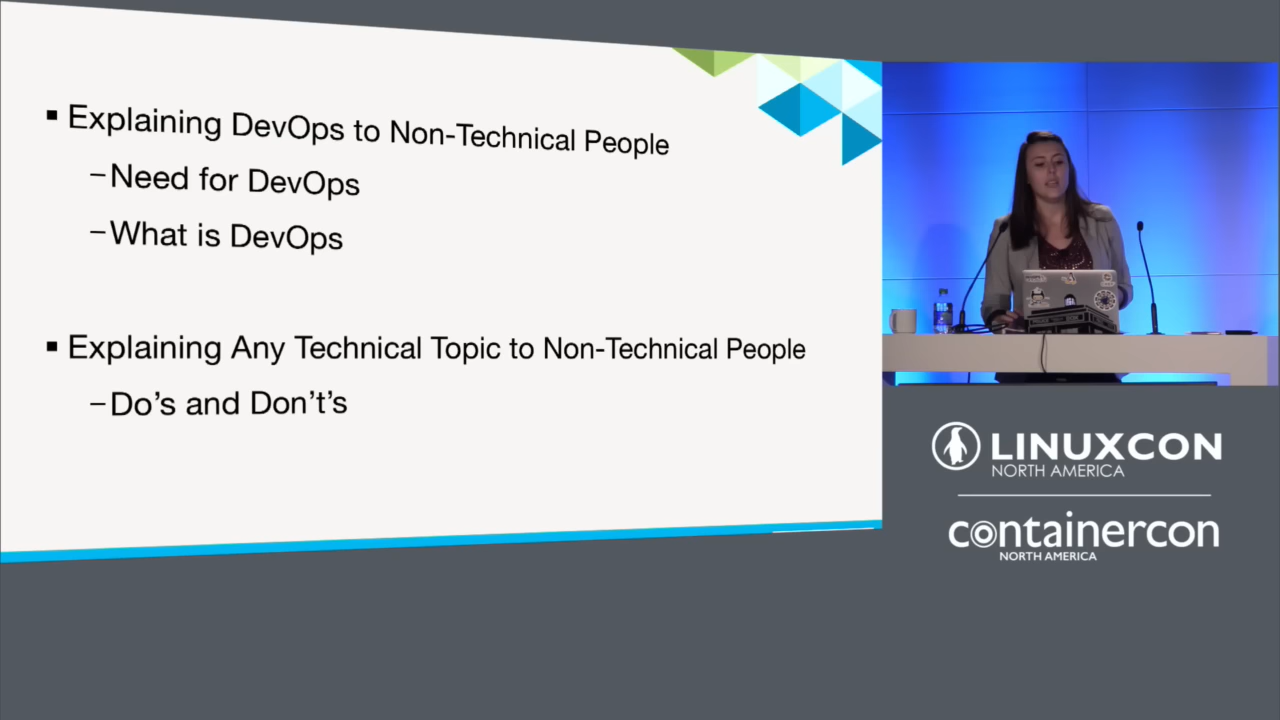 ▪ Explaining DevOps to Non-Technical People
–Need for DevOps
–What is DevOps
▪ Explaining Any Technical Topic to Non-Technical People
–Do’s and Don’t’s
LINUXCON
NORTH AMERICA
containercon
NORTH AMERICA